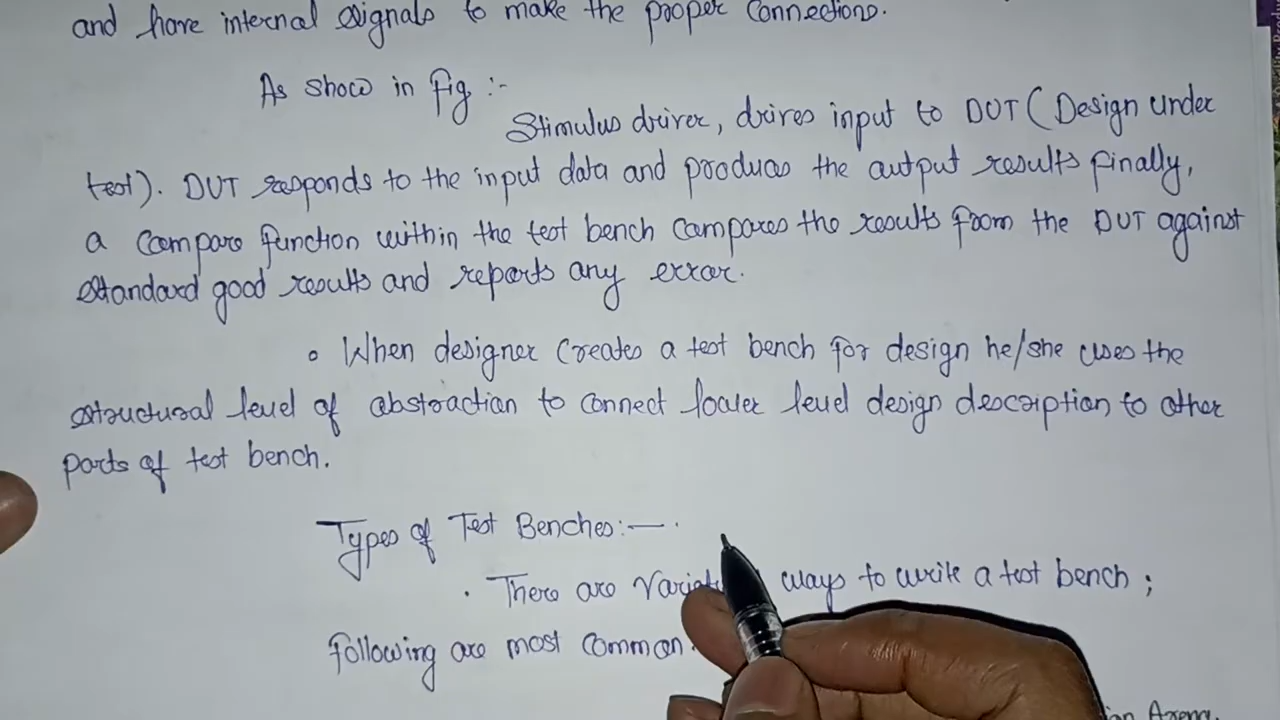 and have internal signals to make the proper connections.
As show in fig :-
Stimulus driver, drives input to DUT ( Design under
test). DUT responds to the input data and produces the output results finally,
a compare function within the test bench compares the results from the DUT against
standard good results and reports any error.
• When designer creates a test bench for design he/she uses the
structural level of abstraction to connect lower level design description to other
parts of test bench.
Types of Test Benches:—.
• There are ways to write a test bench ;
following are most common.